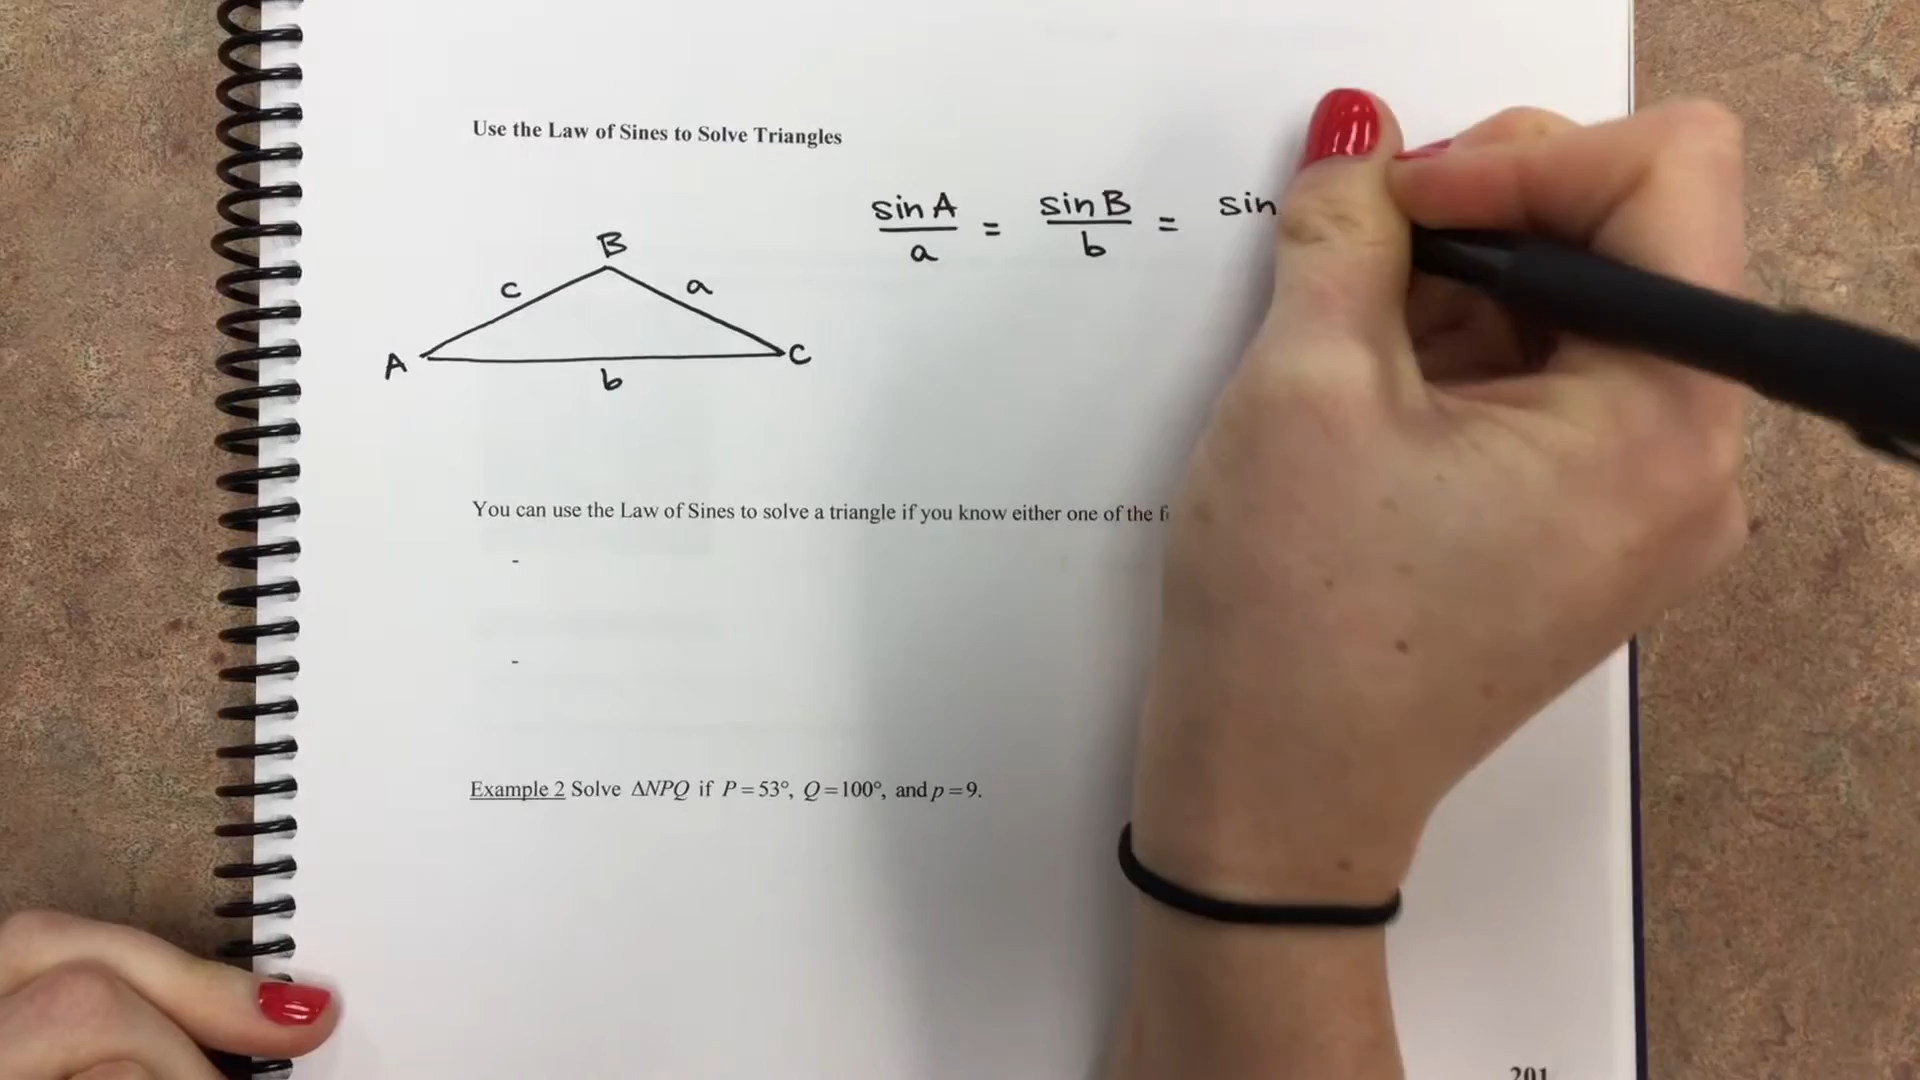 Use the Law of Sines to Solve Triangles
sin A / a = sin B / b = sin
B
c a
A C
b
You can use the Law of Sines to solve a triangle if you know either one of the
-
-
Example 2 Solve ΔNPQ if P=53°, Q=100°, and p=9.
201